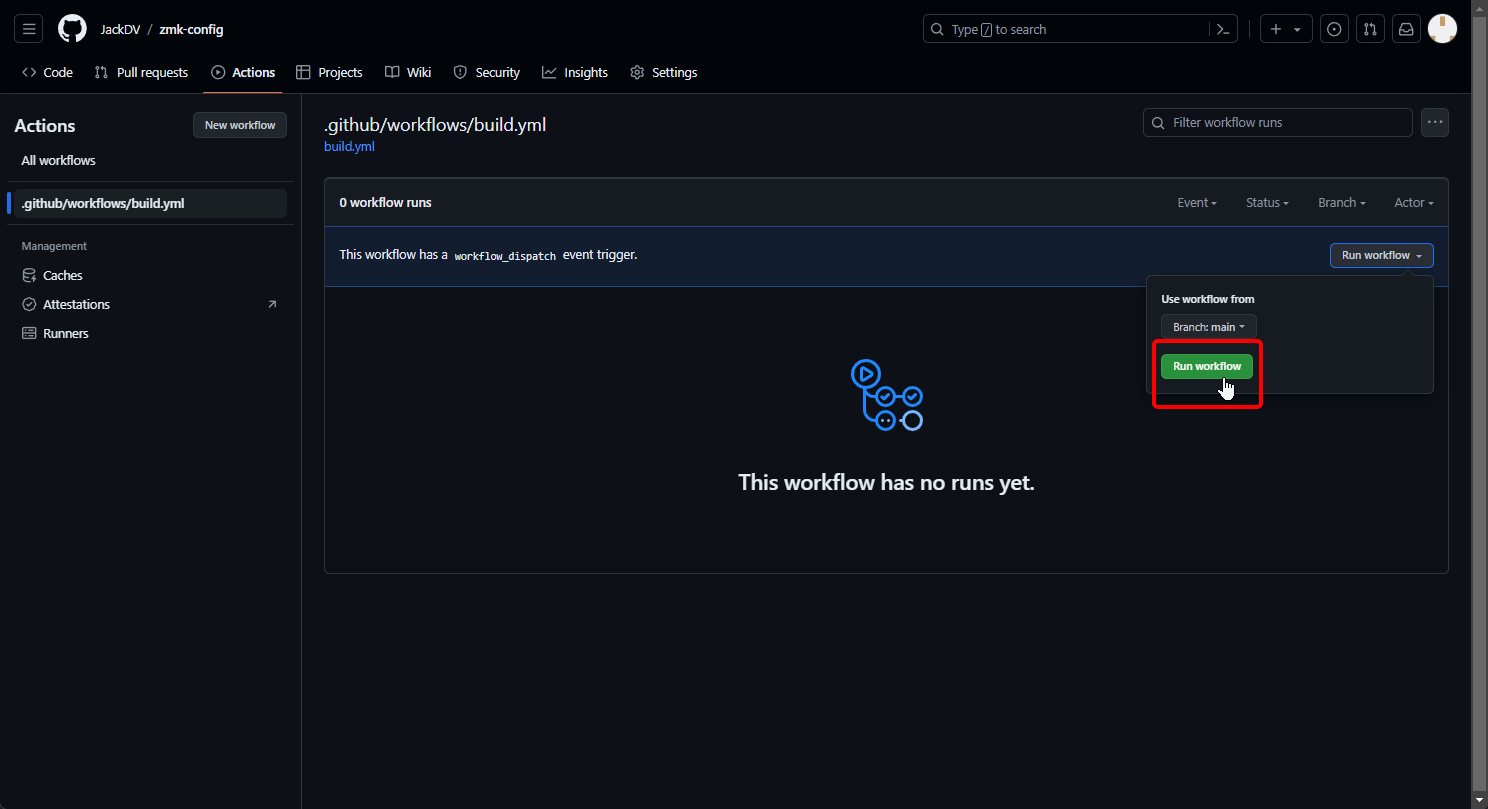 JackDV / zmk-config
Type / to search
Code
Pull requests
Actions
Projects
Wiki
Security
Insights
Settings
Actions
New workflow
All workflows
.github/workflows/build.yml
Management
Caches
Attestations
Runners
.github/workflows/build.yml
build.yml
Filter workflow runs
0 workflow runs
Event
Status
Branch
Actor
This workflow has a workflow_dispatch event trigger.
Run workflow
Use workflow from
Branch: main
Run workflow
This workflow has no runs yet.